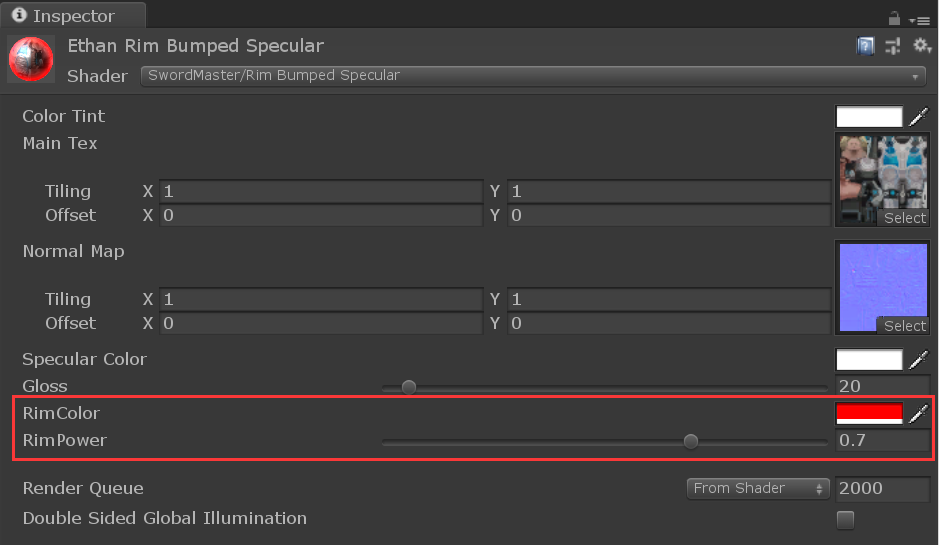 Inspector
Ethan Rim Bumped Specular
Shader SwordMaster/Rim Bumped Specular
Color Tint
Main Tex
Tiling X 1 Y 1
Offset X 0 Y 0
Select
Normal Map
Tiling X 1 Y 1
Offset X 0 Y 0
Select
Specular Color
Gloss 20
RimColor
RimPower 0.7
Render Queue From Shader 2000
Double Sided Global Illumination